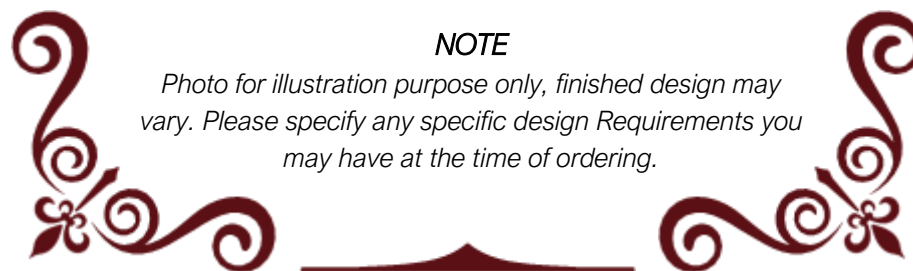 NOTE
Photo for illustration purpose only, finished design may
vary. Please specify any specific design Requirements you
may have at the time of ordering.